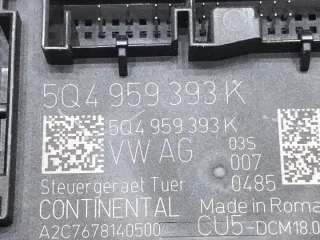 5Q4 959 393 K
5Q4 959 393 K
VW AG 03S
007
Steuergeraet Tuer 0485
CONTINENTAL Made in Roma
A2C7678140500 CU5-DCM18.0